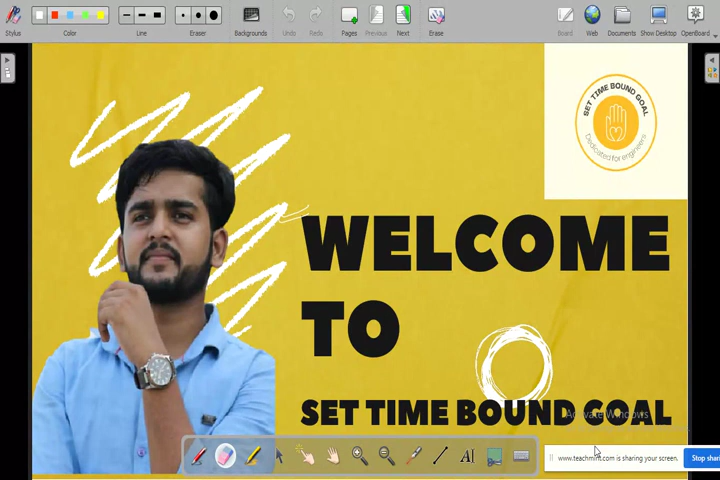 Stylus
Color
Line
Eraser
Backgrounds
Undo
Redo
Pages
Previous
Next
Erase
Board
Web
Documents
Show Desktop
OpenBoard
SET TIME BOUND GOAL
Dedicated for engineers
WELCOME
TO
SET TIME BOUND GOAL
Activate Windows
www.teachmint.com is sharing your screen.
Stop shari